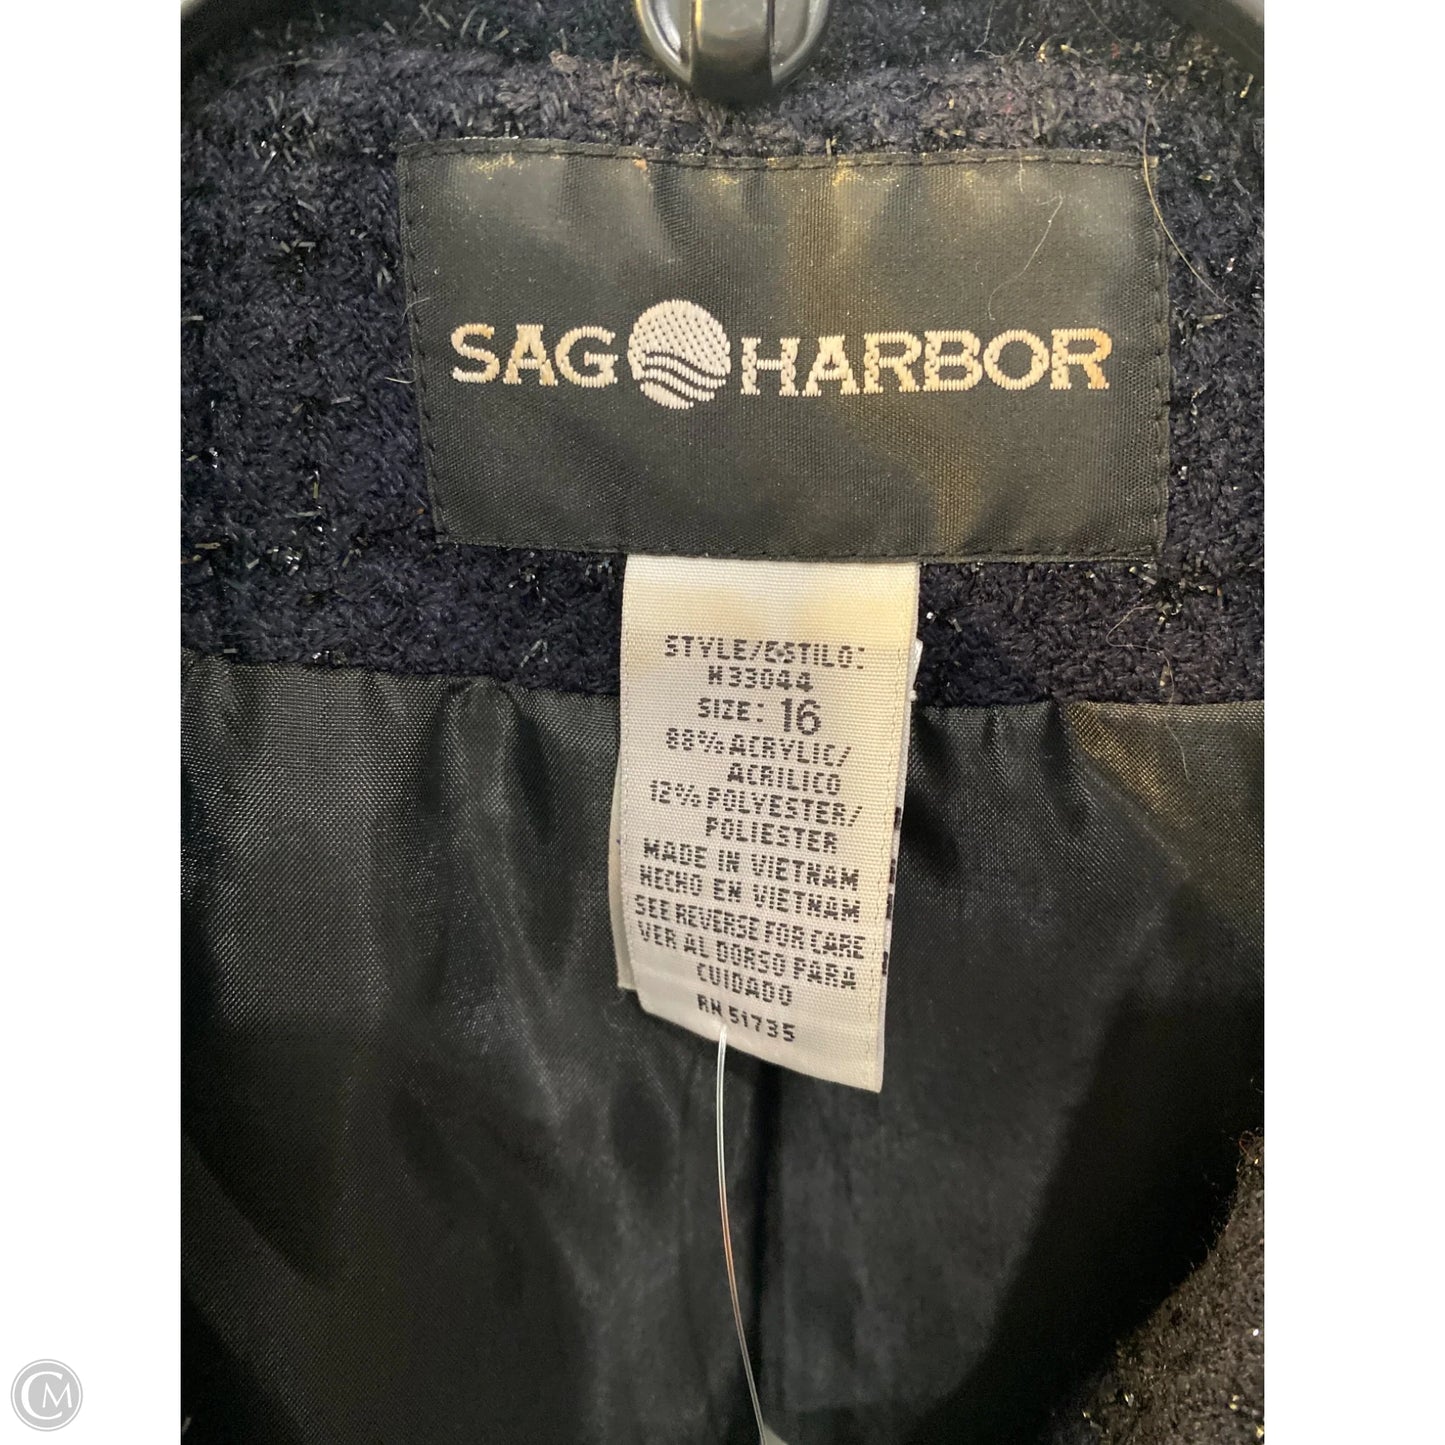 SAG HARBOR
STYLE/ESTILO:
H33044
SIZE: 16
88% ACRYLIC/
ACRILICO
12% POLYESTER/
POLIESTER
MADE IN VIETNAM
HECHO EN VIETNAM
SEE REVERSE FOR CARE
VER AL DORSO PARA
CUIDADO
RN 51735
CM